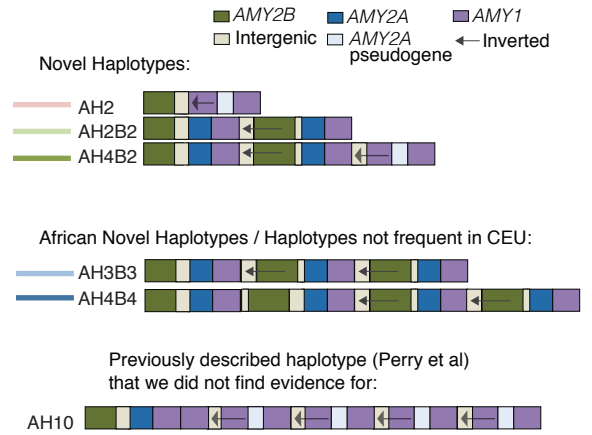 AMY2B AMY2A AMY1
Intergenic AMY2A pseudogene Inverted
Novel Haplotypes:
AH2
AH2B2
AH4B2
African Novel Haplotypes / Haplotypes not frequent in CEU:
AH3B3
AH4B4
Previously described haplotype (Perry et al)
that we did not find evidence for:
AH10